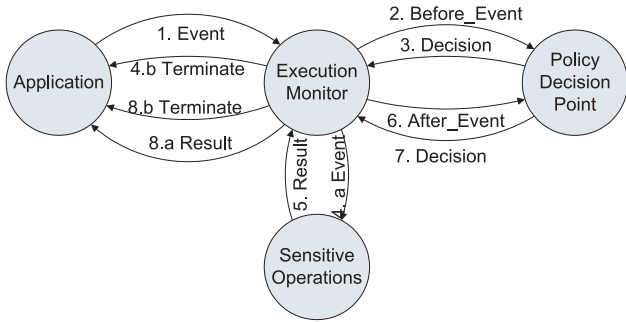 1. Event
2. Before_Event
3. Decision
Application
4.b Terminate
Execution
Monitor
Policy
Decision
Point
8.b Terminate
6. After_Event
8.a Result
7. Decision
5. Result
4. a Event
Sensitive
Operations